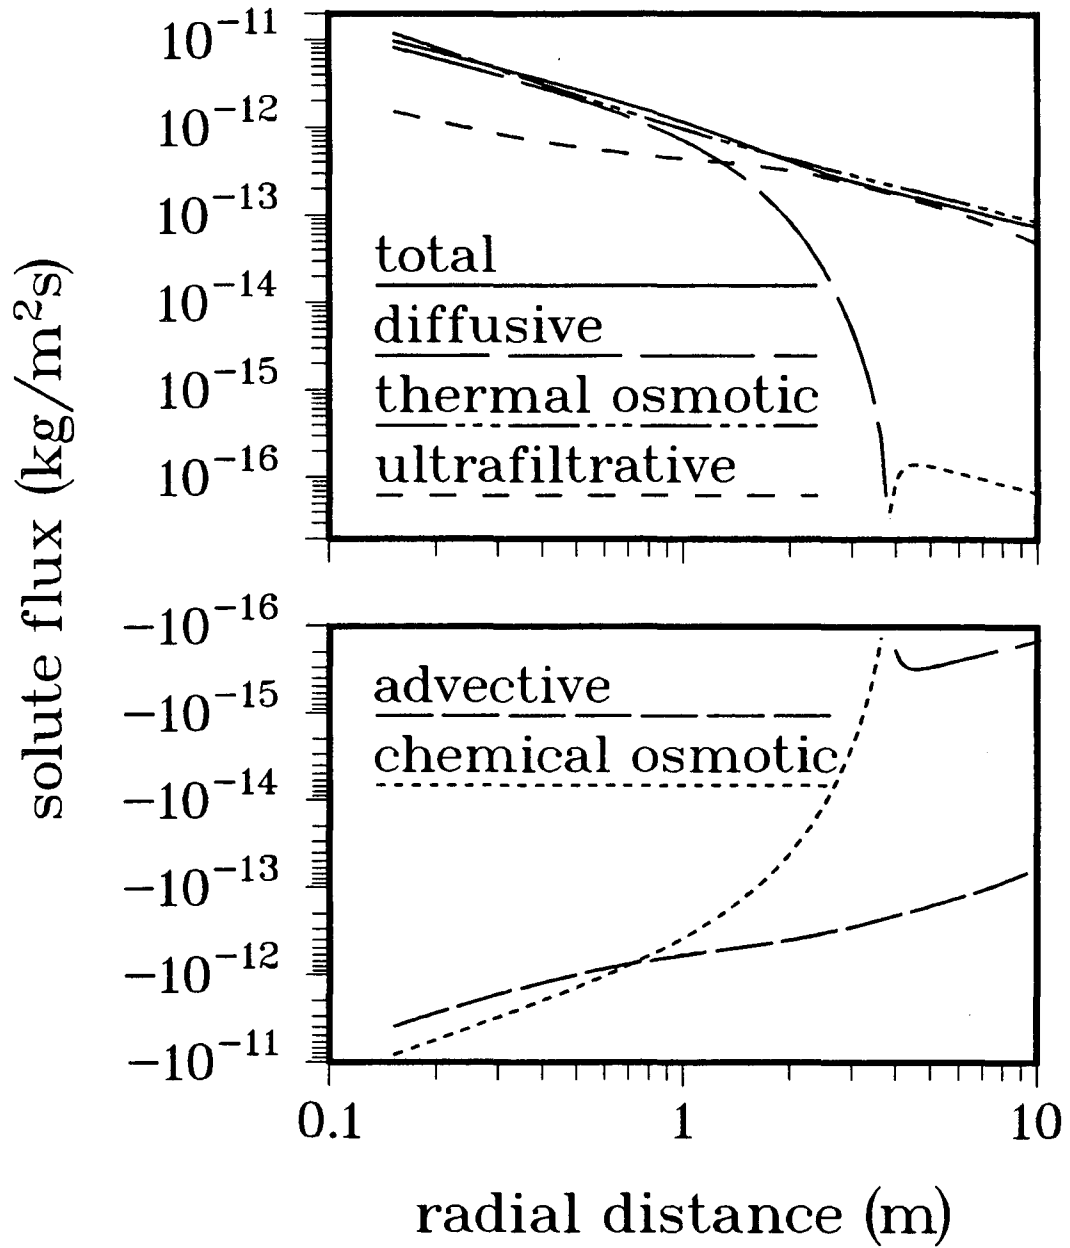 10⁻¹¹
10⁻¹²
10⁻¹³
10⁻¹⁴
10⁻¹⁵
10⁻¹⁶
total
diffusive
thermal osmotic
ultrafiltrative
solute flux (kg/m²s)
−10⁻¹⁶
−10⁻¹⁵
−10⁻¹⁴
−10⁻¹³
−10⁻¹²
−10⁻¹¹
advective
chemical osmotic
0.1 1 10
radial distance (m)